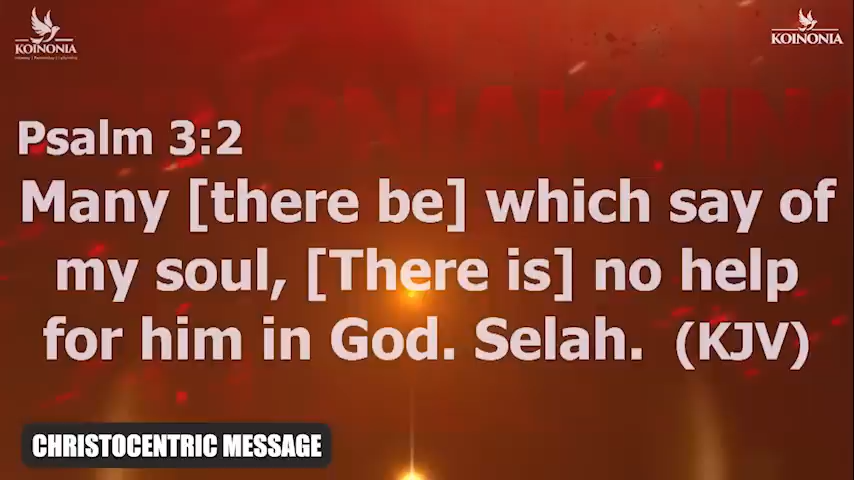 KOINONIA
KOINONIA
Psalm 3:2
Many [there be] which say of
my soul, [There is] no help
for him in God. Selah. (KJV)
CHRISTOCENTRIC MESSAGE